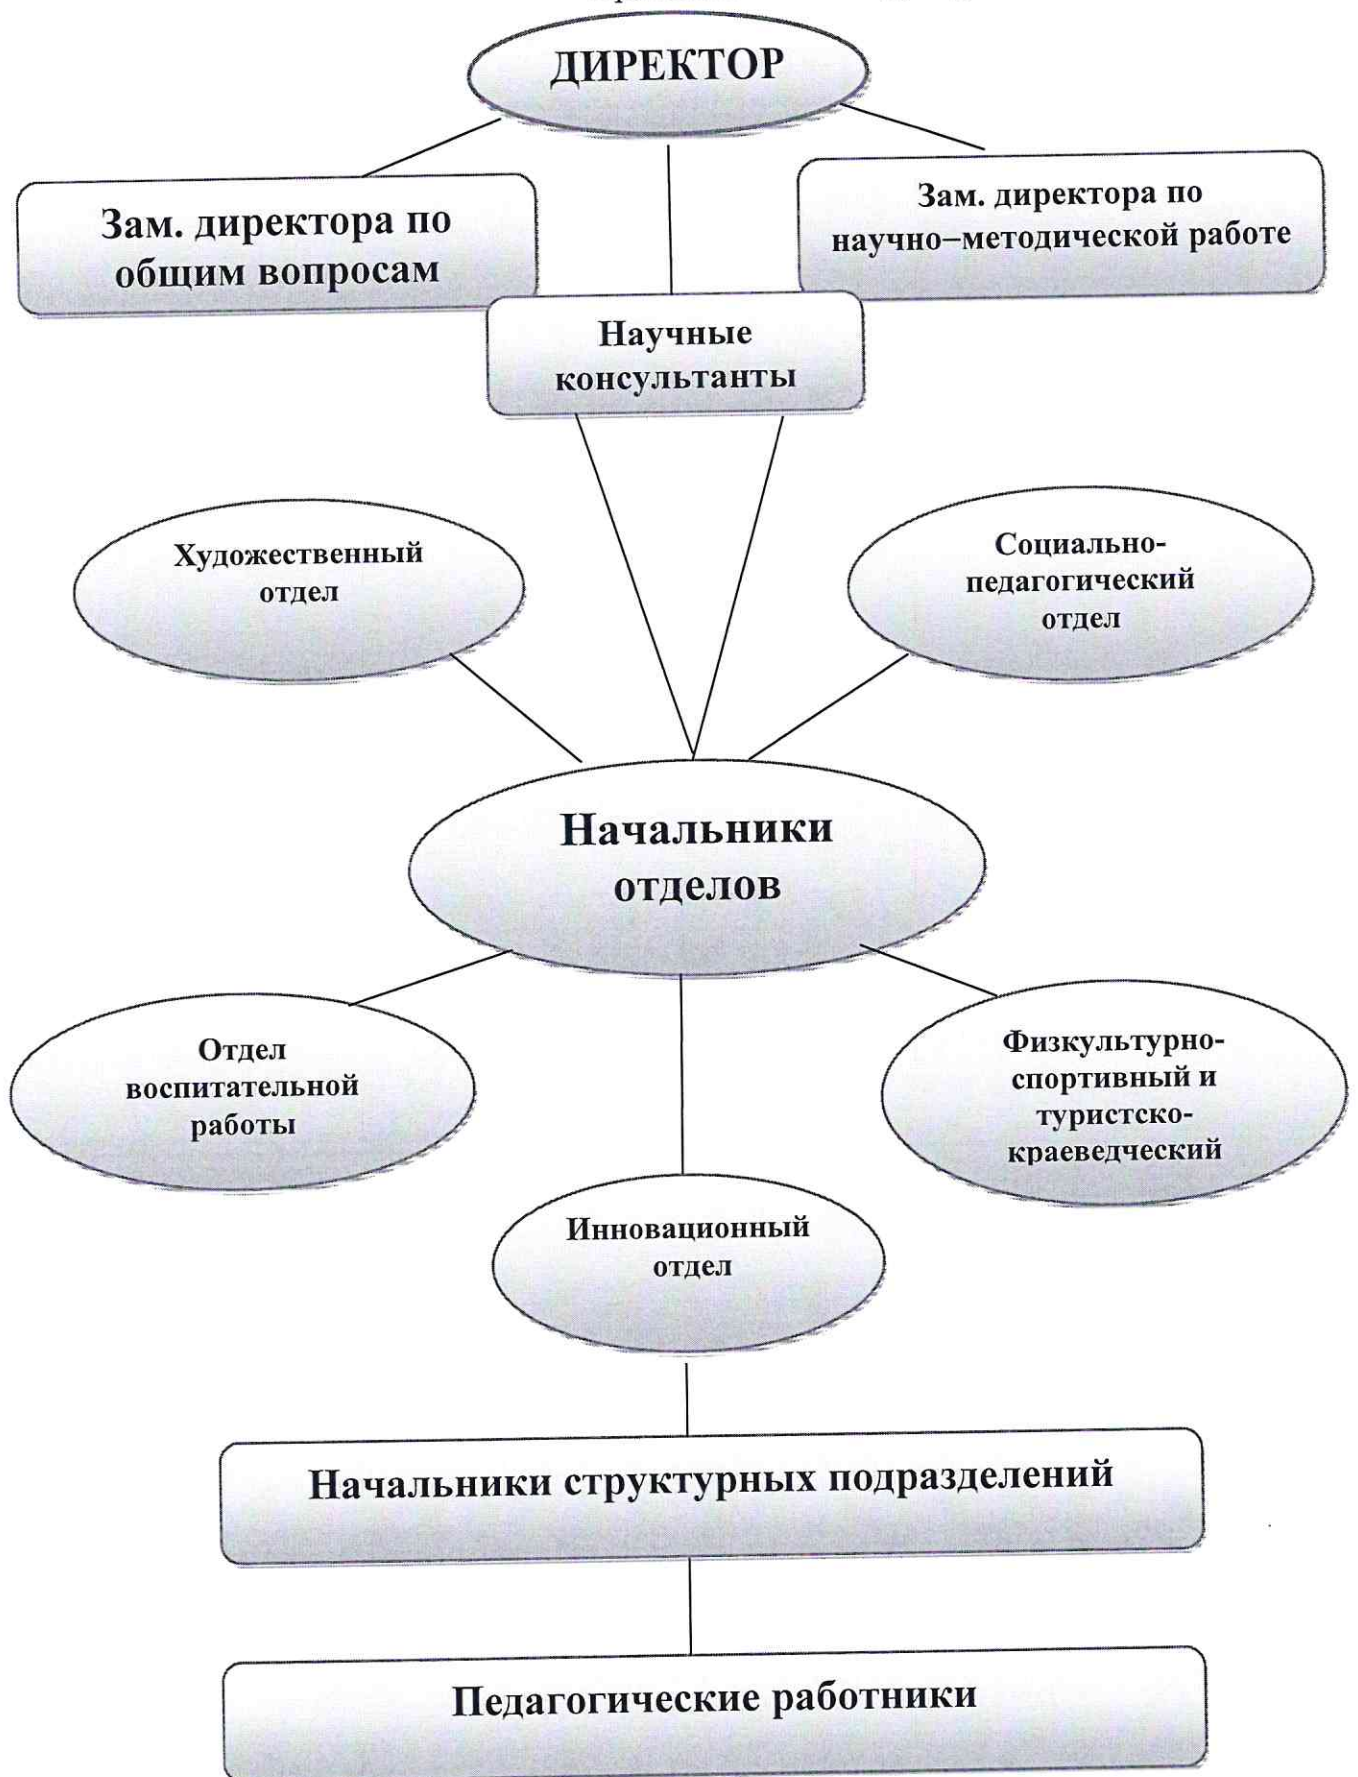 ДИРЕКТОР
Зам. директора по
общим вопросам
Зам. директора по
научно–методической работе
Научные
консультанты
Художественный
отдел
Социально-
педагогический
отдел
Начальники
отделов
Отдел
воспитательной
работы
Физкультурно-
спортивный и
туристско-
краеведческий
Инновационный
отдел
Начальники структурных подразделений
Педагогические работники